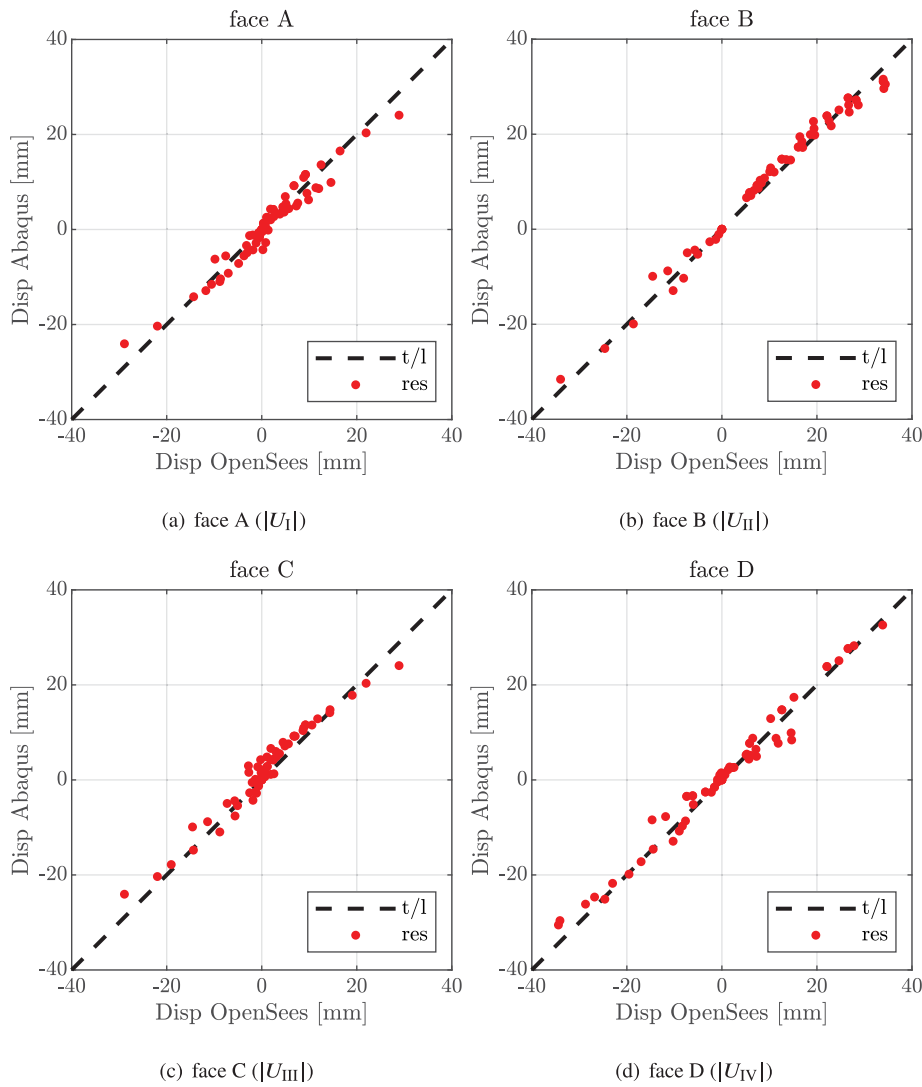 face A
face B
40
20
0
-20
-40
Disp Abaqus [mm]
t/l
res
-40 -20 0 20 40
Disp OpenSees [mm]
40
20
0
-20
-40
Disp Abaqus [mm]
t/l
res
-40 -20 0 20 40
Disp OpenSees [mm]
(a) face A (|U_I|)
(b) face B (|U_II|)
face C
face D
40
20
0
-20
-40
Disp Abaqus [mm]
t/l
res
-40 -20 0 20 40
Disp OpenSees [mm]
40
20
0
-20
-40
Disp Abaqus [mm]
t/l
res
-40 -20 0 20 40
Disp OpenSees [mm]
(c) face C (|U_III|)
(d) face D (|U_IV|)